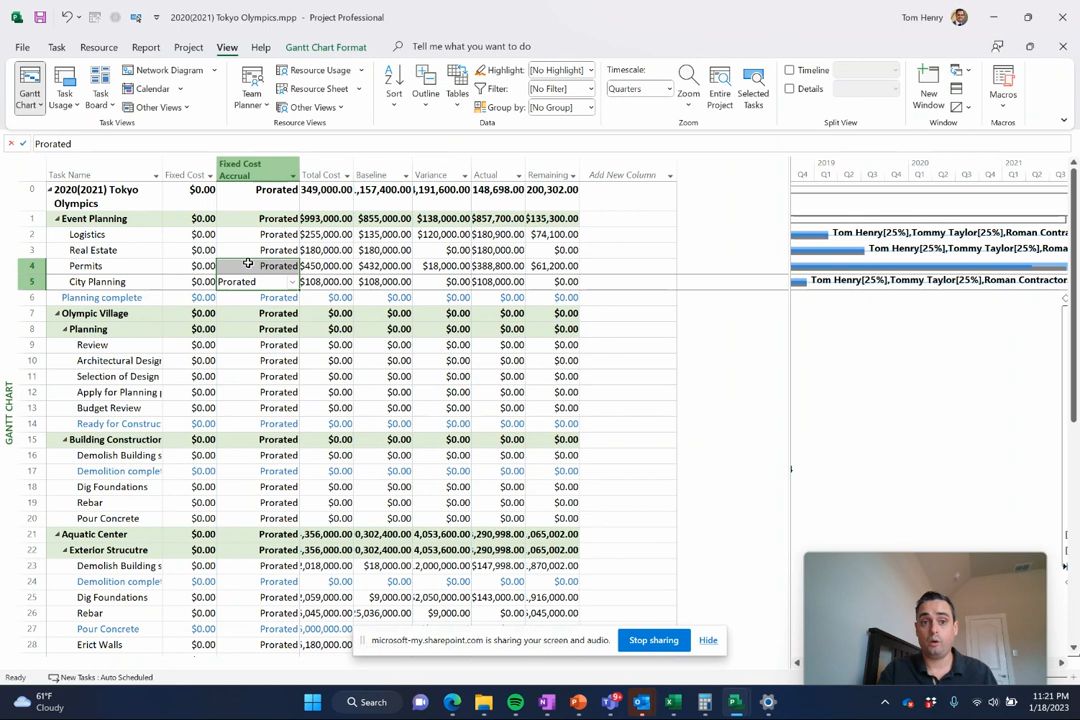 2020(2021) Tokyo Olympics.mpp - Project Professional
Tom Henry
File Task Resource Report Project View Help Gantt Chart Format Tell me what you want to do
Gantt Chart Task Usage Task Board Network Diagram Calendar Other Views Task Views
Team Planner Resource Usage Resource Sheet Other Views Resource Views
Sort Outline Tables Highlight: [No Highlight] Filter: [No Filter] Group by: [No Group] Data
Timescale: Quarters Zoom Entire Project Selected Tasks Zoom
Timeline Details Split View
New Window Window
Macros Macros
Prorated
Task Name Fixed Cost Fixed Cost Accrual Total Cost Baseline Variance Actual Remaining Add New Column
2019 2020 2021
Q4 Q1 Q2 Q3 Q4 Q1 Q2 Q3 Q4 Q1 Q2 Q3
0 2020(2021) Tokyo Olympics $0.00 Prorated 349,000.00 ,157,400.00 ,191,600.00 148,698.00 200,302.00
1 Event Planning $0.00 Prorated $993,000.00 $855,000.00 $138,000.00 $857,700.00 $135,300.00
2 Logistics $0.00 Prorated $255,000.00 $135,000.00 $120,000.00 $180,900.00 $74,100.00 Tom Henry[25%],Tommy Taylor[25%],Roman Contra
3 Real Estate $0.00 Prorated $180,000.00 $180,000.00 $0.00 $180,000.00 $0.00 Tom Henry[25%],Tommy Taylor[25%],Roma
4 Permits $0.00 Prorated $450,000.00 $432,000.00 $18,000.00 $388,800.00 $61,200.00
5 City Planning $0.00 Prorated $108,000.00 $108,000.00 $0.00 $108,000.00 $0.00 Tom Henry[25%],Tommy Taylor[25%],Roman Contractor
6 Planning complete $0.00 Prorated $0.00 $0.00 $0.00 $0.00 $0.00
7 Olympic Village $0.00 Prorated $0.00 $0.00 $0.00 $0.00 $0.00
8 Planning $0.00 Prorated $0.00 $0.00 $0.00 $0.00 $0.00
9 Review $0.00 Prorated $0.00 $0.00 $0.00 $0.00 $0.00
10 Architectural Design $0.00 Prorated $0.00 $0.00 $0.00 $0.00 $0.00
11 Selection of Design $0.00 Prorated $0.00 $0.00 $0.00 $0.00 $0.00
12 Apply for Planning p $0.00 Prorated $0.00 $0.00 $0.00 $0.00 $0.00
13 Budget Review $0.00 Prorated $0.00 $0.00 $0.00 $0.00 $0.00
14 Ready for Construc $0.00 Prorated $0.00 $0.00 $0.00 $0.00 $0.00
15 Building Construction $0.00 Prorated $0.00 $0.00 $0.00 $0.00 $0.00
16 Demolish Building s $0.00 Prorated $0.00 $0.00 $0.00 $0.00 $0.00
17 Demolition comple $0.00 Prorated $0.00 $0.00 $0.00 $0.00 $0.00
18 Dig Foundations $0.00 Prorated $0.00 $0.00 $0.00 $0.00 $0.00
19 Rebar $0.00 Prorated $0.00 $0.00 $0.00 $0.00 $0.00
20 Pour Concrete $0.00 Prorated $0.00 $0.00 $0.00 $0.00 $0.00
21 Aquatic Center $0.00 Prorated ,356,000.00 0,302,400.00 4,053,600.00 ,290,998.00 ,065,002.00
22 Exterior Strucutre $0.00 Prorated ,356,000.00 0,302,400.00 4,053,600.00 ,290,998.00 ,065,002.00
23 Demolish Building s $0.00 Prorated ,018,000.00 $18,000.00 ,000,000.00 $147,998.00 ,870,002.00
24 Demolition comple $0.00 Prorated $0.00 $0.00 $0.00 $0.00 $0.00
25 Dig Foundations $0.00 Prorated ,059,000.00 $9,000.00 ,050,000.00 $143,000.00 ,916,000.00
26 Rebar $0.00 Prorated ,045,000.00 ,036,000.00 $9,000.00 $0.00 ,045,000.00
27 Pour Concrete $0.00 Prorated ,000,000.00
28 Erict Walls $0.00 Prorated ,180,000.00
GANTT CHART
microsoft-my.sharepoint.com is sharing your screen and audio. Stop sharing Hide
Ready New Tasks : Auto Scheduled
61°F
Cloudy
Search
9+
11:21 PM
1/18/2023